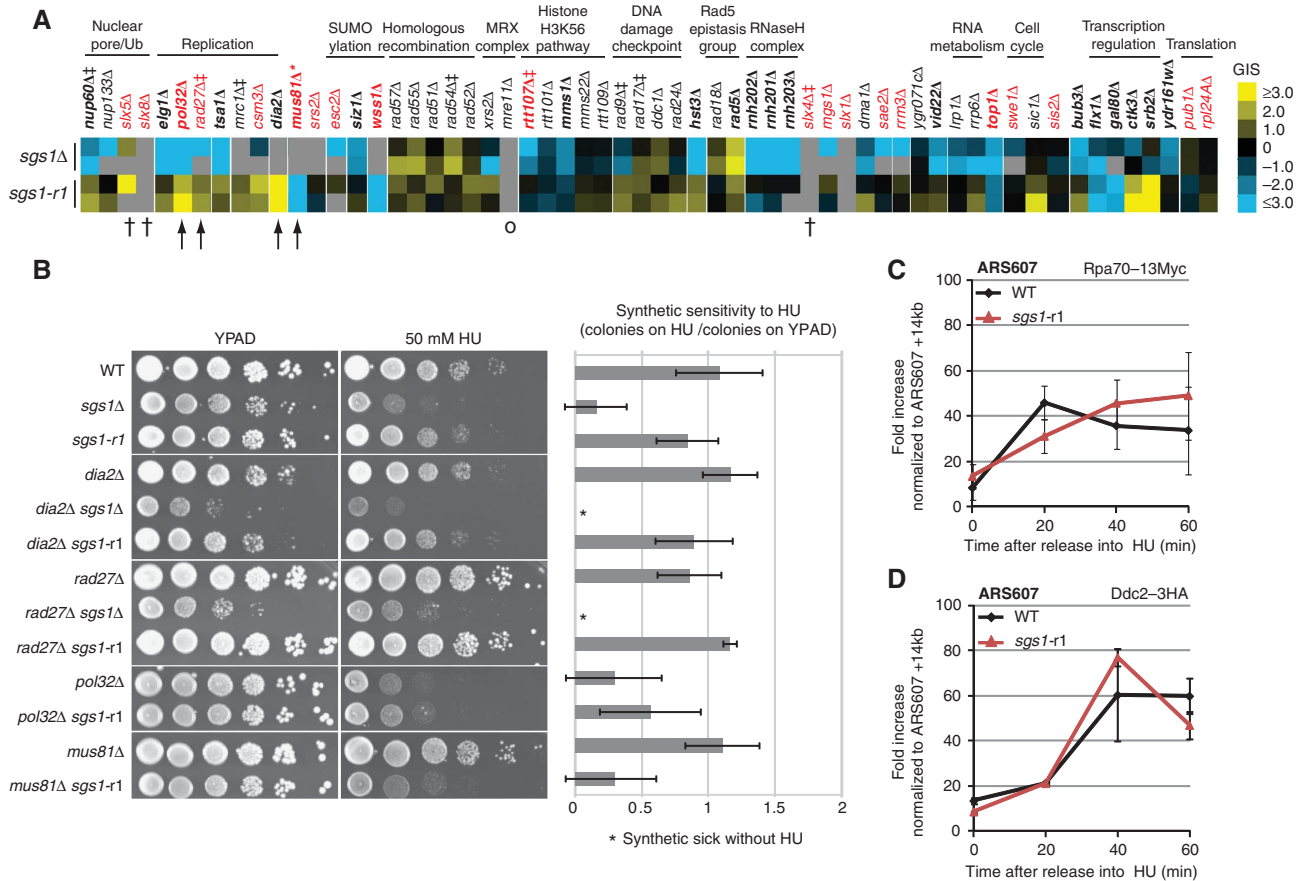 A
Nuclear
pore/Ub
Replication
SUMO
ylation
Homologous
recombination
MRX
complex
Histone
H3K56
pathway
DNA
damage
checkpoint
Rad5
epistasis
group
RNaseH
complex
RNA
metabolism
Cell
cycle
Transcription
regulation
Translation
nup60Δ‡
nup133Δ
slx5Δ
slx8Δ
elg1Δ
pol32Δ
rad27Δ‡
tsa1Δ
mrc1Δ‡
csm3Δ
dia2Δ
mus81Δ*
srs2Δ
esc2Δ
siz1Δ
wss1Δ
rad57Δ
rad55Δ
rad51Δ
rad54Δ‡
rad52Δ
xrs2Δ
mre11Δ
rtt107Δ‡
rtt101Δ
mms1Δ
mms22Δ
rtt109Δ
rad9Δ‡
rad17Δ‡
ddc1Δ
rad24Δ
hst3Δ
rad18Δ
rad5Δ
rnh202Δ
rnh201Δ
rnh203Δ
slx4Δ‡
mgs1Δ
slx1Δ
dma1Δ
sae2Δ
rrm3Δ
ygr071cΔ
vid22Δ
lrp1Δ
rrp6Δ
top1Δ
swe1Δ
sic1Δ
sis2Δ
bub3Δ
flx1Δ
gal80Δ
ctk3Δ
srb2Δ
ydr161wΔ
pub1Δ
rpl24AΔ
GIS
≥3.0
2.0
1.0
0
−1.0
−2.0
≤3.0
sgs1Δ
sgs1-r1
† † o †
B
YPAD
50 mM HU
Synthetic sensitivity to HU
(colonies on HU /colonies on YPAD)
WT
sgs1Δ
sgs1-r1
dia2Δ
dia2Δ sgs1Δ
*
dia2Δ sgs1-r1
rad27Δ
rad27Δ sgs1Δ
*
rad27Δ sgs1-r1
pol32Δ
pol32Δ sgs1-r1
mus81Δ
mus81Δ sgs1-r1
0 0.5 1 1.5 2
* Synthetic sick without HU
C
ARS607
Rpa70–13Myc
WT
sgs1-r1
Fold increase
normalized to ARS607 +14kb
100
80
60
40
20
0
0 20 40 60
Time after release into HU (min)
D
ARS607
Ddc2–3HA
WT
sgs1-r1
Fold increase
normalized to ARS607 +14kb
100
80
60
40
20
0
0 20 40 60
Time after release into HU (min)